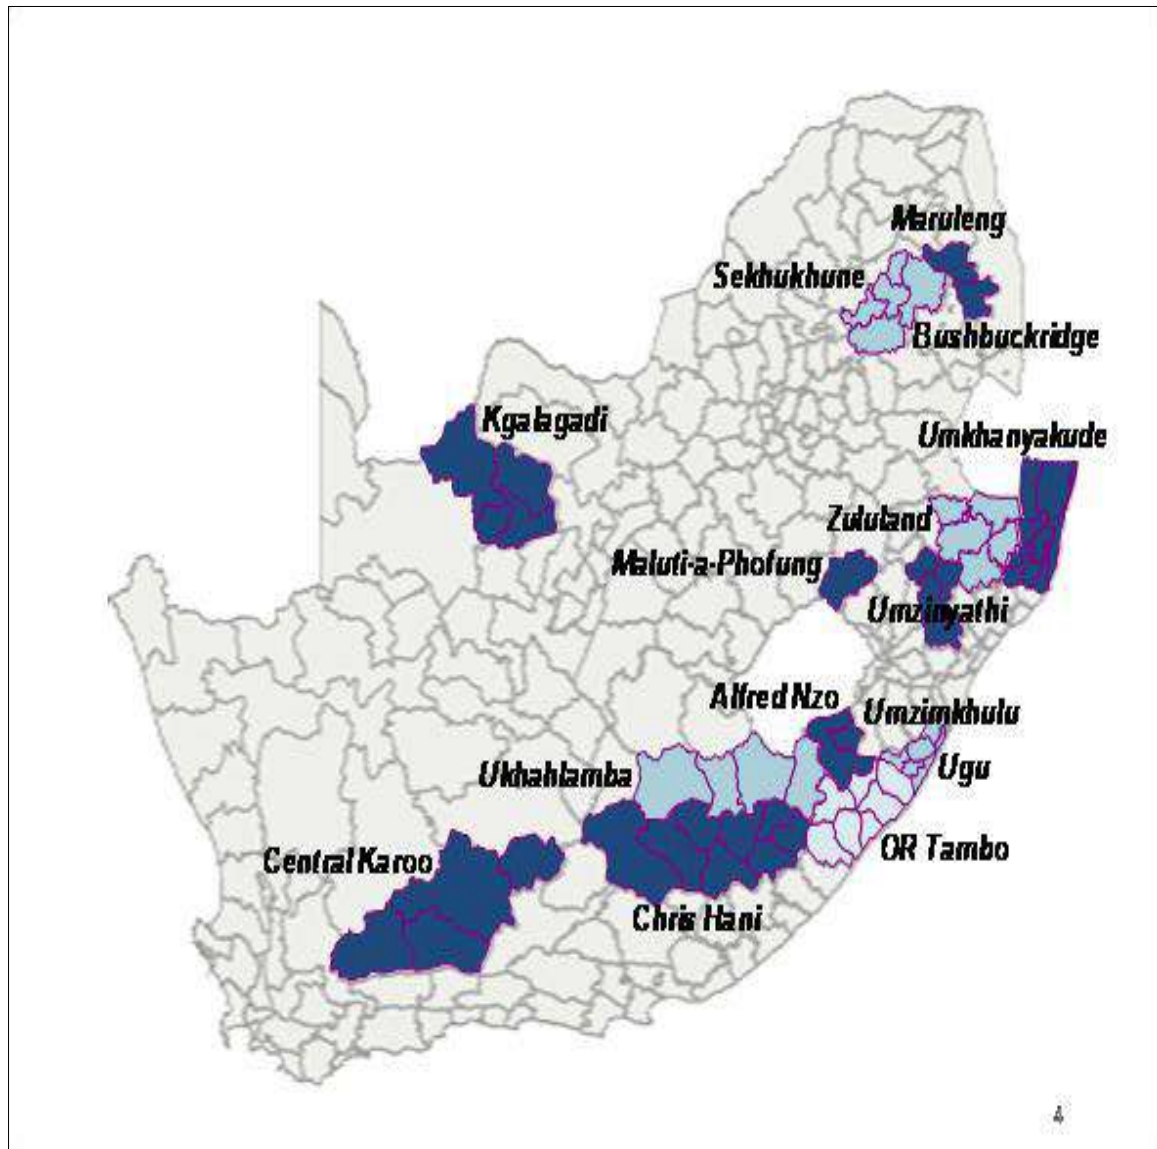 Maruleng
Sekhukhune
Bushbuckridge
Kgalagadi
Umkhanyakude
Zululand
Maluti-a-Phofung
Umzinyathi
Alfred Nzo
Umzimkhulu
Ukhahlamba
Ugu
OR Tambo
Central Karoo
Chris Hani
4